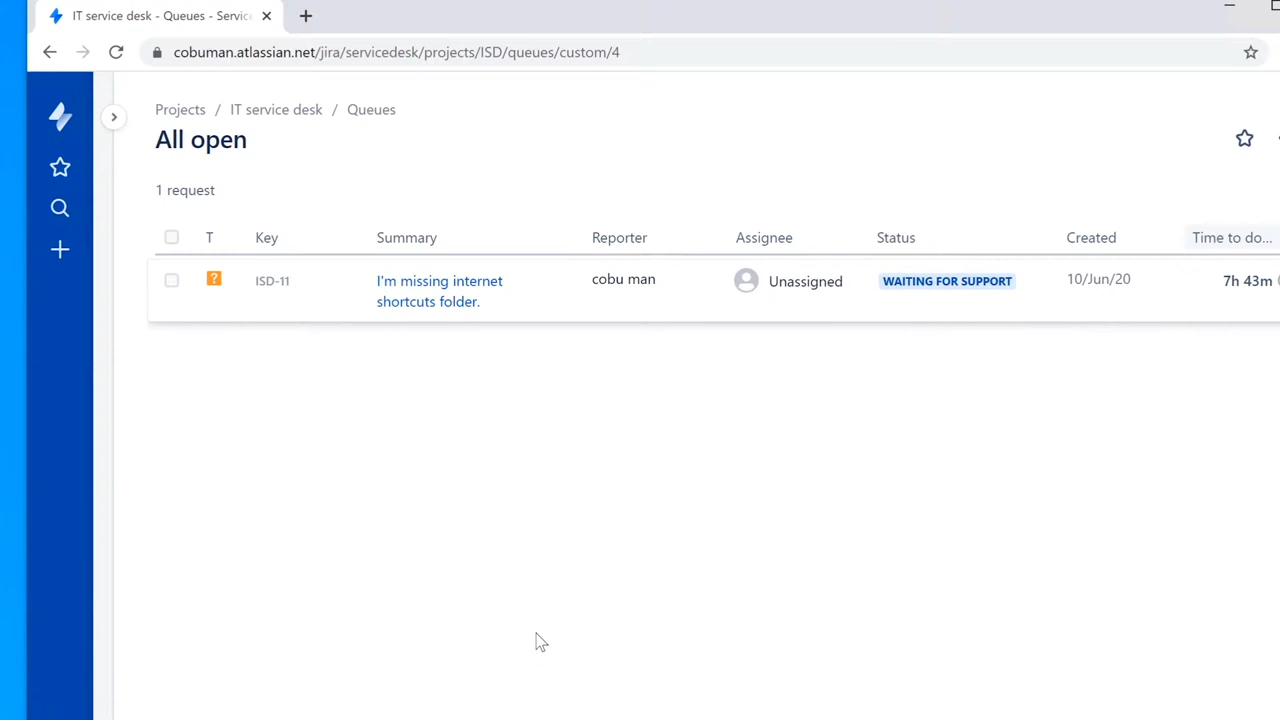 IT service desk - Queues - Servic
cobuman.atlassian.net/jira/servicedesk/projects/ISD/queues/custom/4
Projects / IT service desk / Queues
All open
1 request
T Key Summary Reporter Assignee Status Created Time to do...
? ISD-11 I'm missing internet cobu man Unassigned WAITING FOR SUPPORT 10/Jun/20 7h 43m
shortcuts folder.